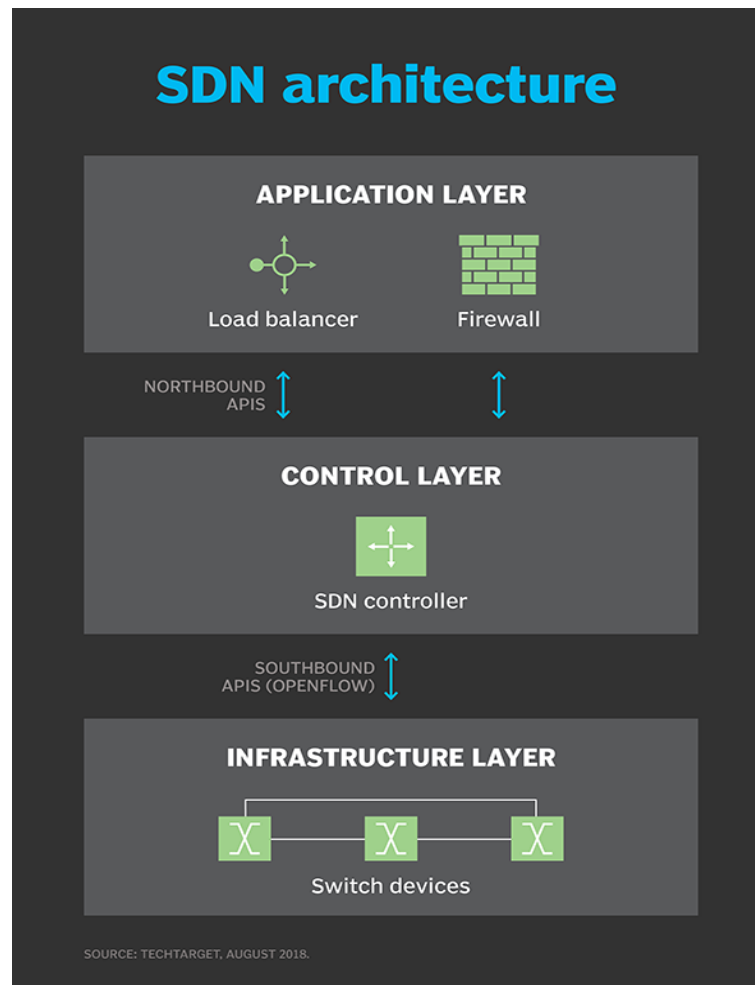 SDN architecture
APPLICATION LAYER
Load balancer
Firewall
NORTHBOUND
APIS
CONTROL LAYER
SDN controller
SOUTHBOUND
APIS (OPENFLOW)
INFRASTRUCTURE LAYER
Switch devices
SOURCE: TECHTARGET, AUGUST 2018.